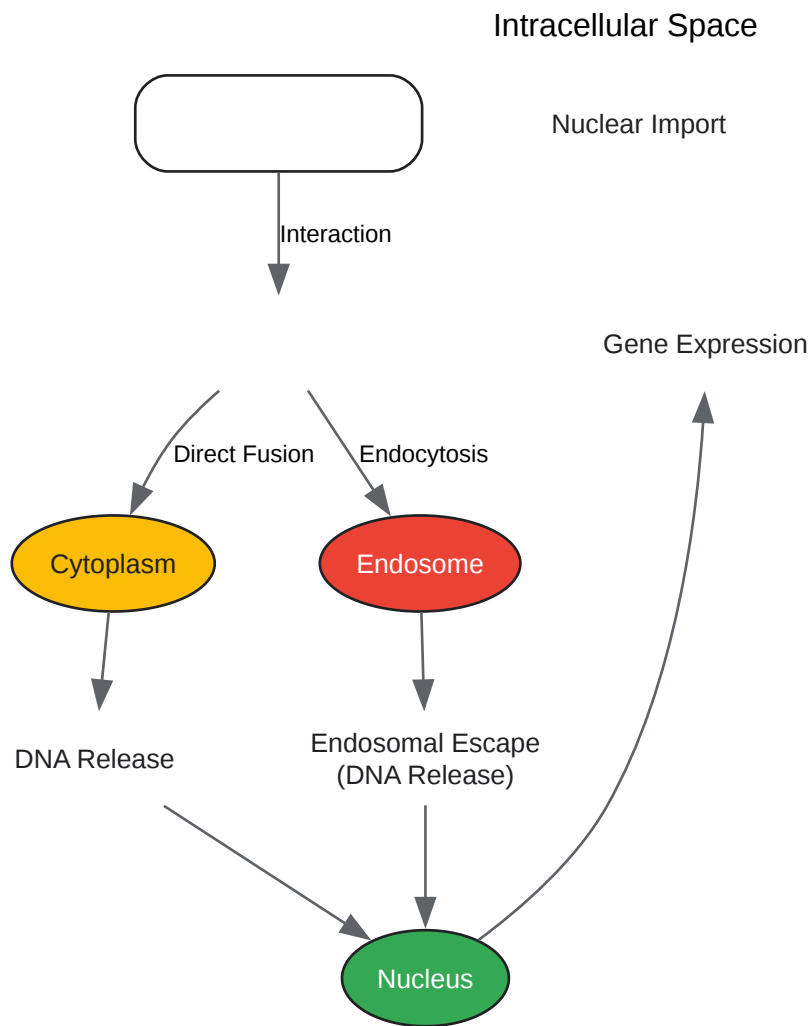 Intracellular Space
Nuclear Import
Interaction
Gene Expression
Direct Fusion
Endocytosis
Cytoplasm
Endosome
DNA Release
Endosomal Escape
(DNA Release)
Nucleus